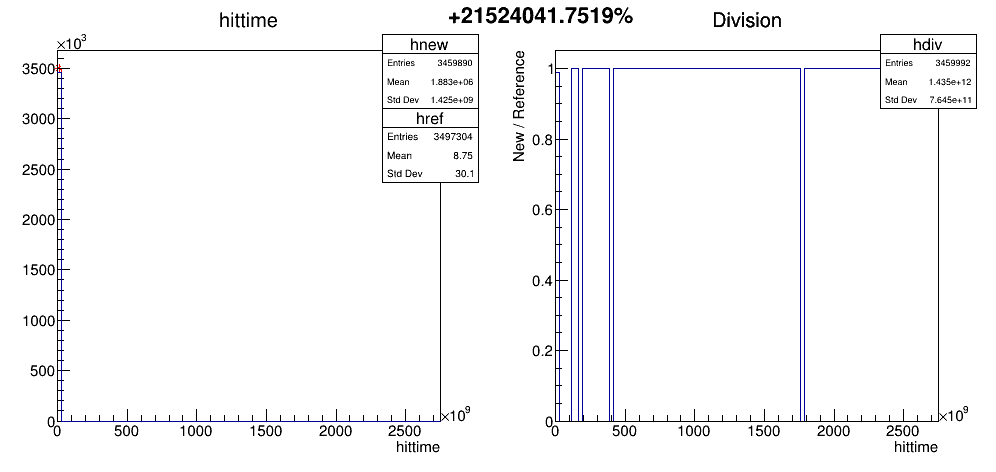 +21524041.7519%
hittime
×10³
hnew
Entries 3459890
Mean 1.883e+06
Std Dev 1.425e+09
href
Entries 3497304
Mean 8.75
Std Dev 30.1
3500
3000
2500
2000
1500
1000
500
0
0 500 1000 1500 2000 2500
×10⁹
hittime
Division
hdiv
Entries 3459992
Mean 1.435e+12
Std Dev 7.645e+11
New / Reference
1
0.8
0.6
0.4
0.2
0
0 500 1000 1500 2000 2500
×10⁹
hittime